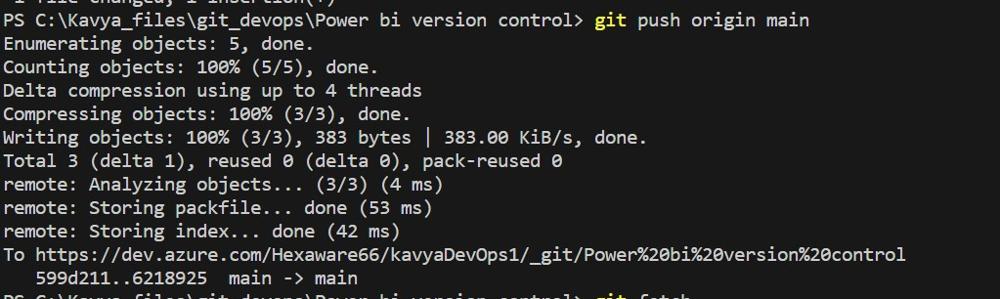 1 file changed, 1 insertion(+)
PS C:\Kavya_files\git_devops\Power bi version control> git push origin main
Enumerating objects: 5, done.
Counting objects: 100% (5/5), done.
Delta compression using up to 4 threads
Compressing objects: 100% (3/3), done.
Writing objects: 100% (3/3), 383 bytes | 383.00 KiB/s, done.
Total 3 (delta 1), reused 0 (delta 0), pack-reused 0
remote: Analyzing objects... (3/3) (4 ms)
remote: Storing packfile... done (53 ms)
remote: Storing index... done (42 ms)
To https://dev.azure.com/Hexaware66/kavyaDevOps1/_git/Power%20bi%20version%20control
   599d211..6218925  main -> main
PS C:\Kavya_files\git_devops\Power bi version control> git fetch